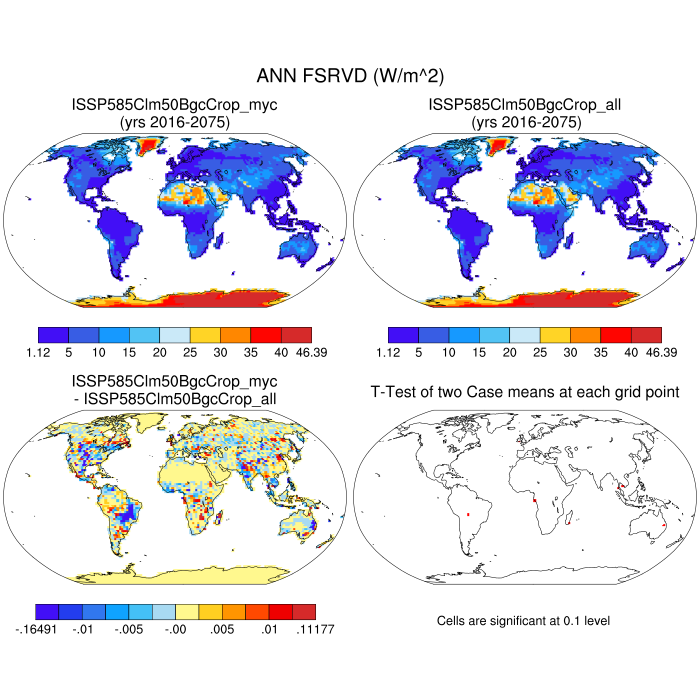 ANN FSRVD (W/m^2)
ISSP585Clm50BgcCrop_myc
(yrs 2016-2075)
ISSP585Clm50BgcCrop_all
(yrs 2016-2075)
1.12 5 10 15 20 25 30 35 40 46.39
1.12 5 10 15 20 25 30 35 40 46.39
ISSP585Clm50BgcCrop_myc
- ISSP585Clm50BgcCrop_all
T-Test of two Case means at each grid point
-.16491 -.01 -.005 -.00 .005 .01 .11177
Cells are significant at 0.1 level